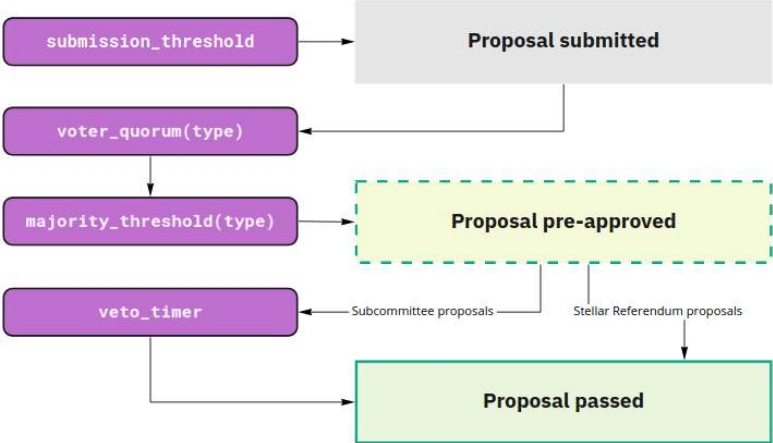 submission_threshold
Proposal submitted
voter_quorum(type)
majority_threshold(type)
Proposal pre-approved
veto_timer
Subcommittee proposals
Stellar Referendum proposals
Proposal passed